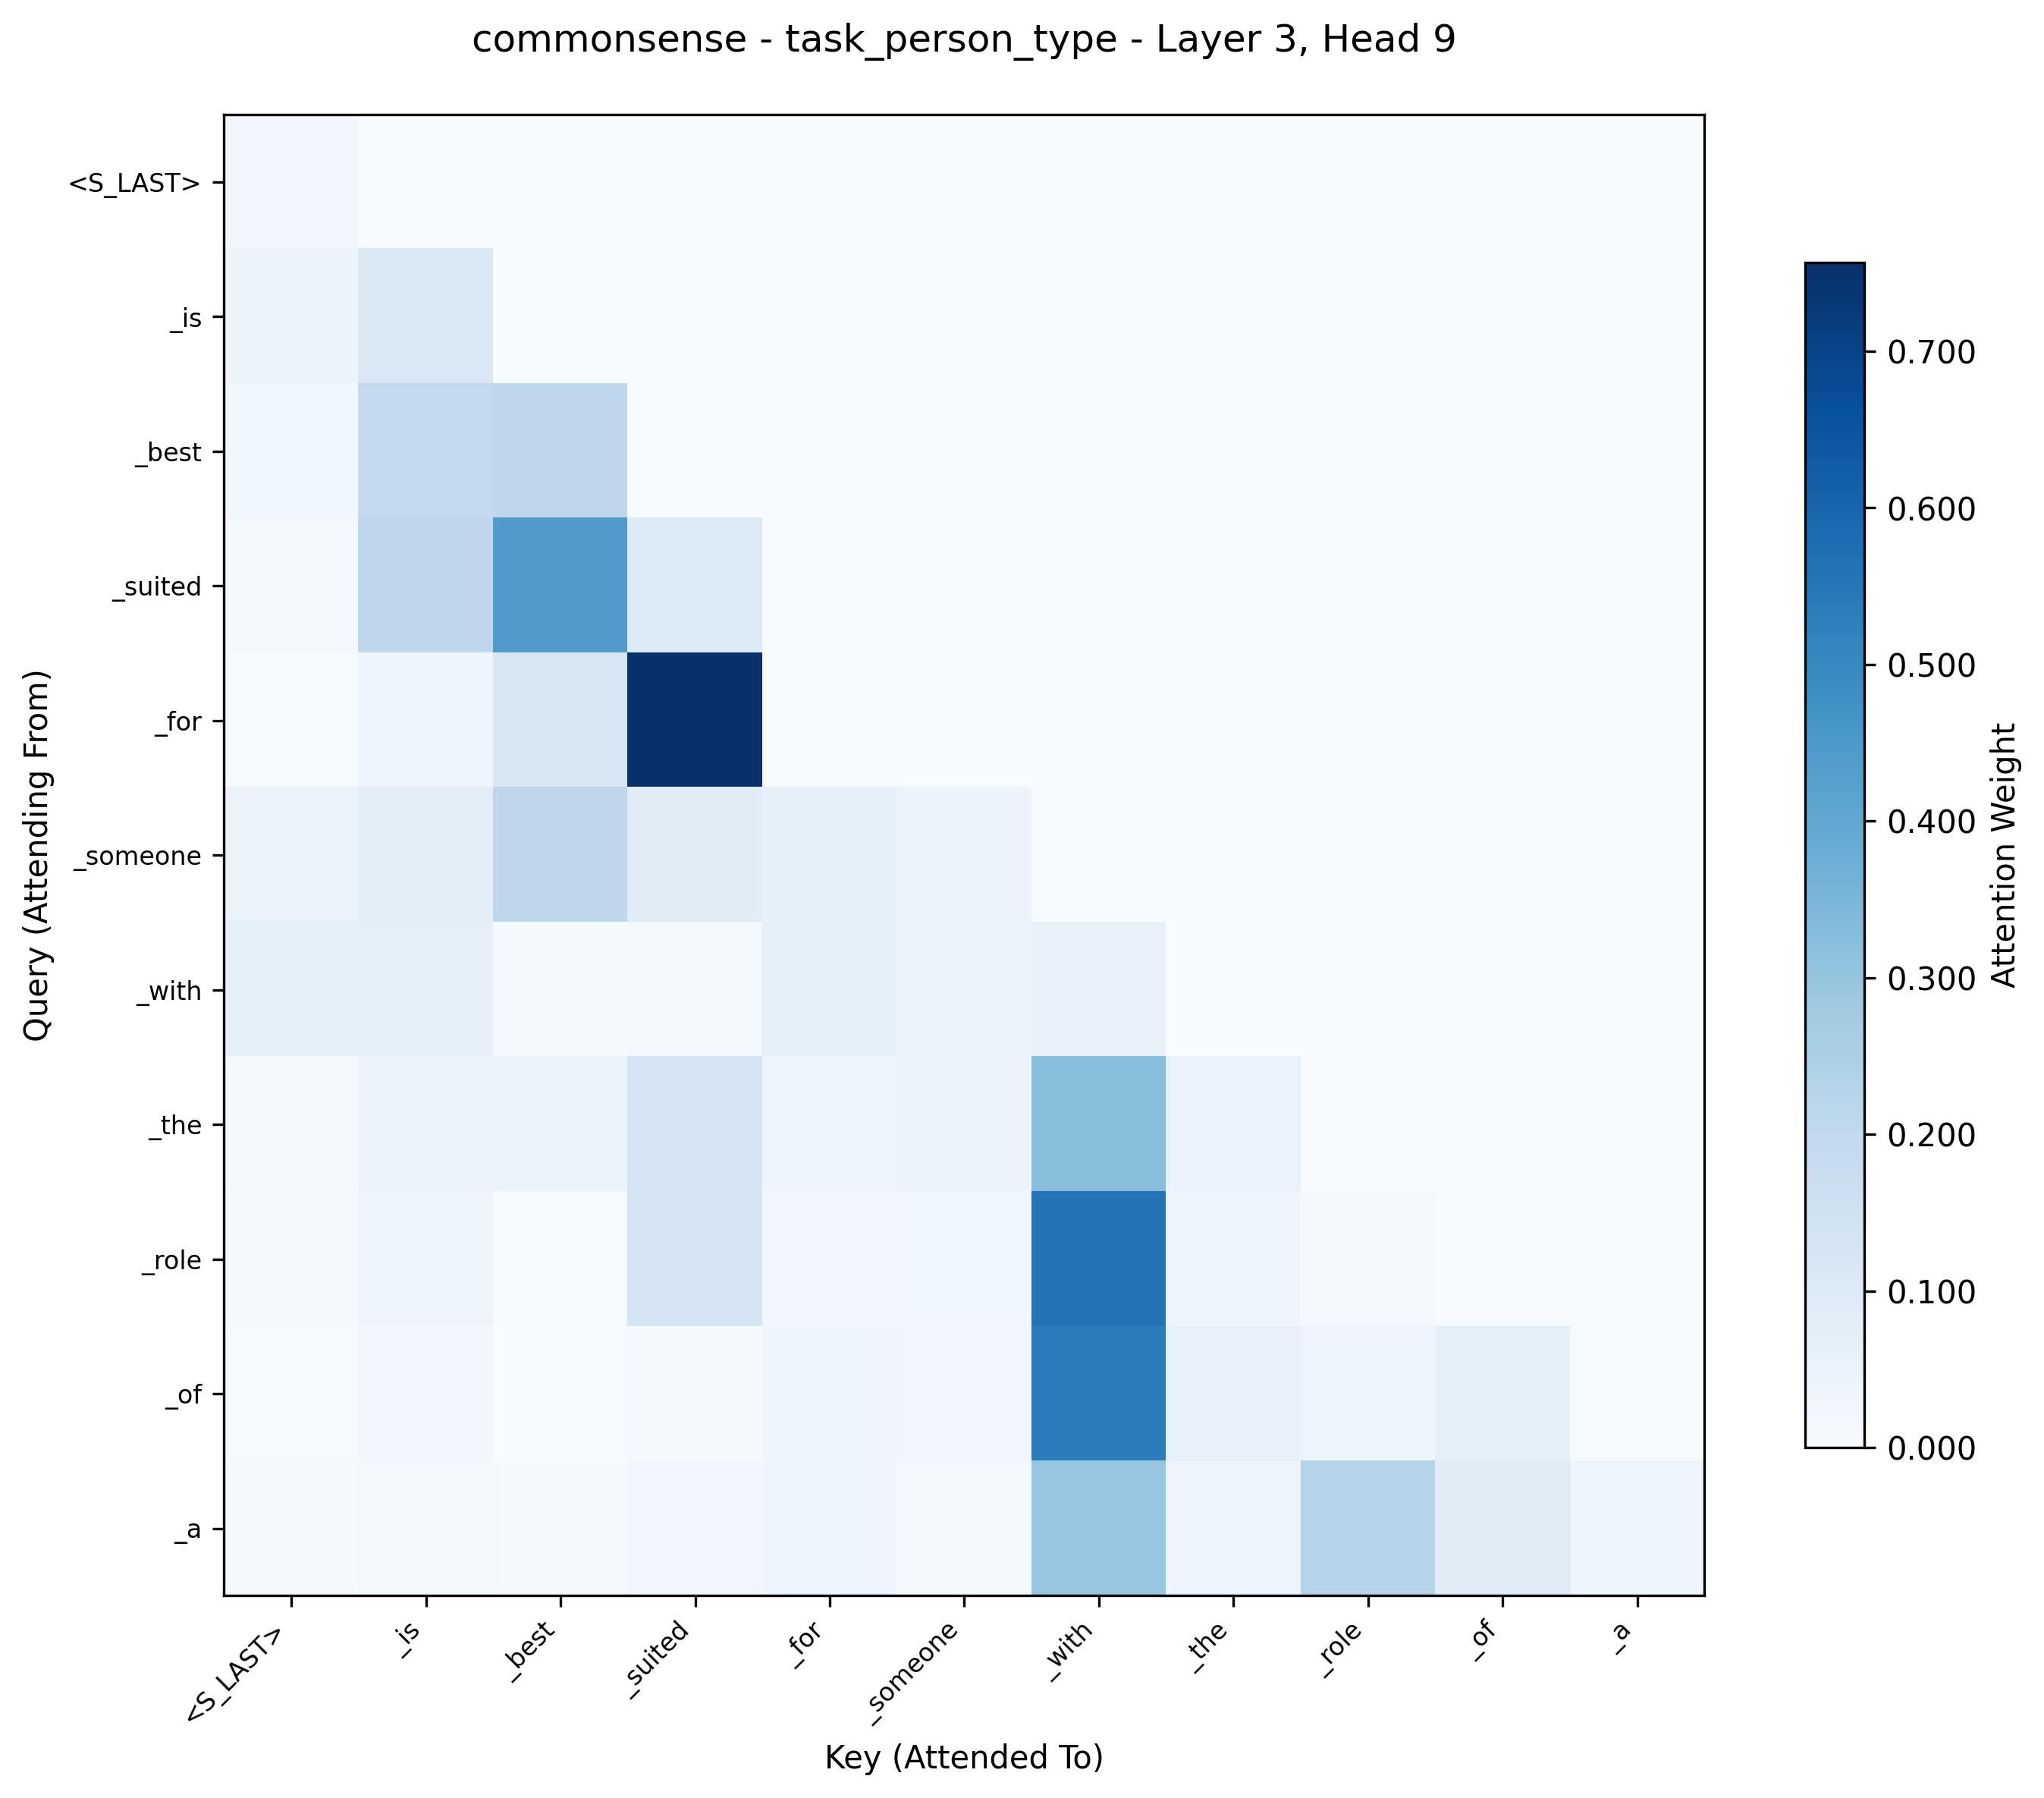 commonsense - task_person_type - Layer 3, Head 9
Query (Attending From)
<S_LAST>
_is
_best
_suited
_for
_someone
_with
_the
_role
_of
_a
<S_LAST>
_is
_best
_suited
_for
_someone
_with
_the
_role
_of
_a
Key (Attended To)
0.700
0.600
0.500
0.400
0.300
0.200
0.100
0.000
Attention Weight